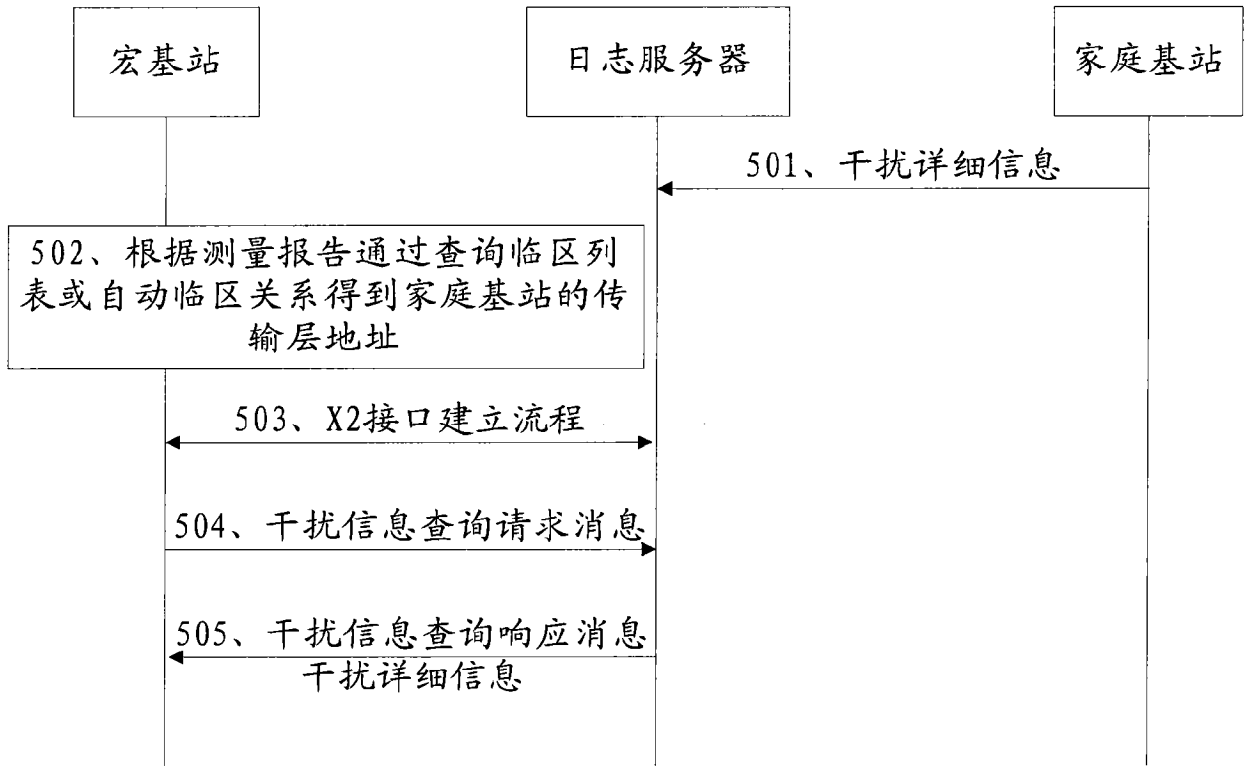 宏基站
日志服务器
家庭基站
501、干扰详细信息
502、根据测量报告通过查询临区列
表或自动临区关系得到家庭基站的传
输层地址
503、X2接口建立流程
504、干扰信息查询请求消息
505、干扰信息查询响应消息
干扰详细信息